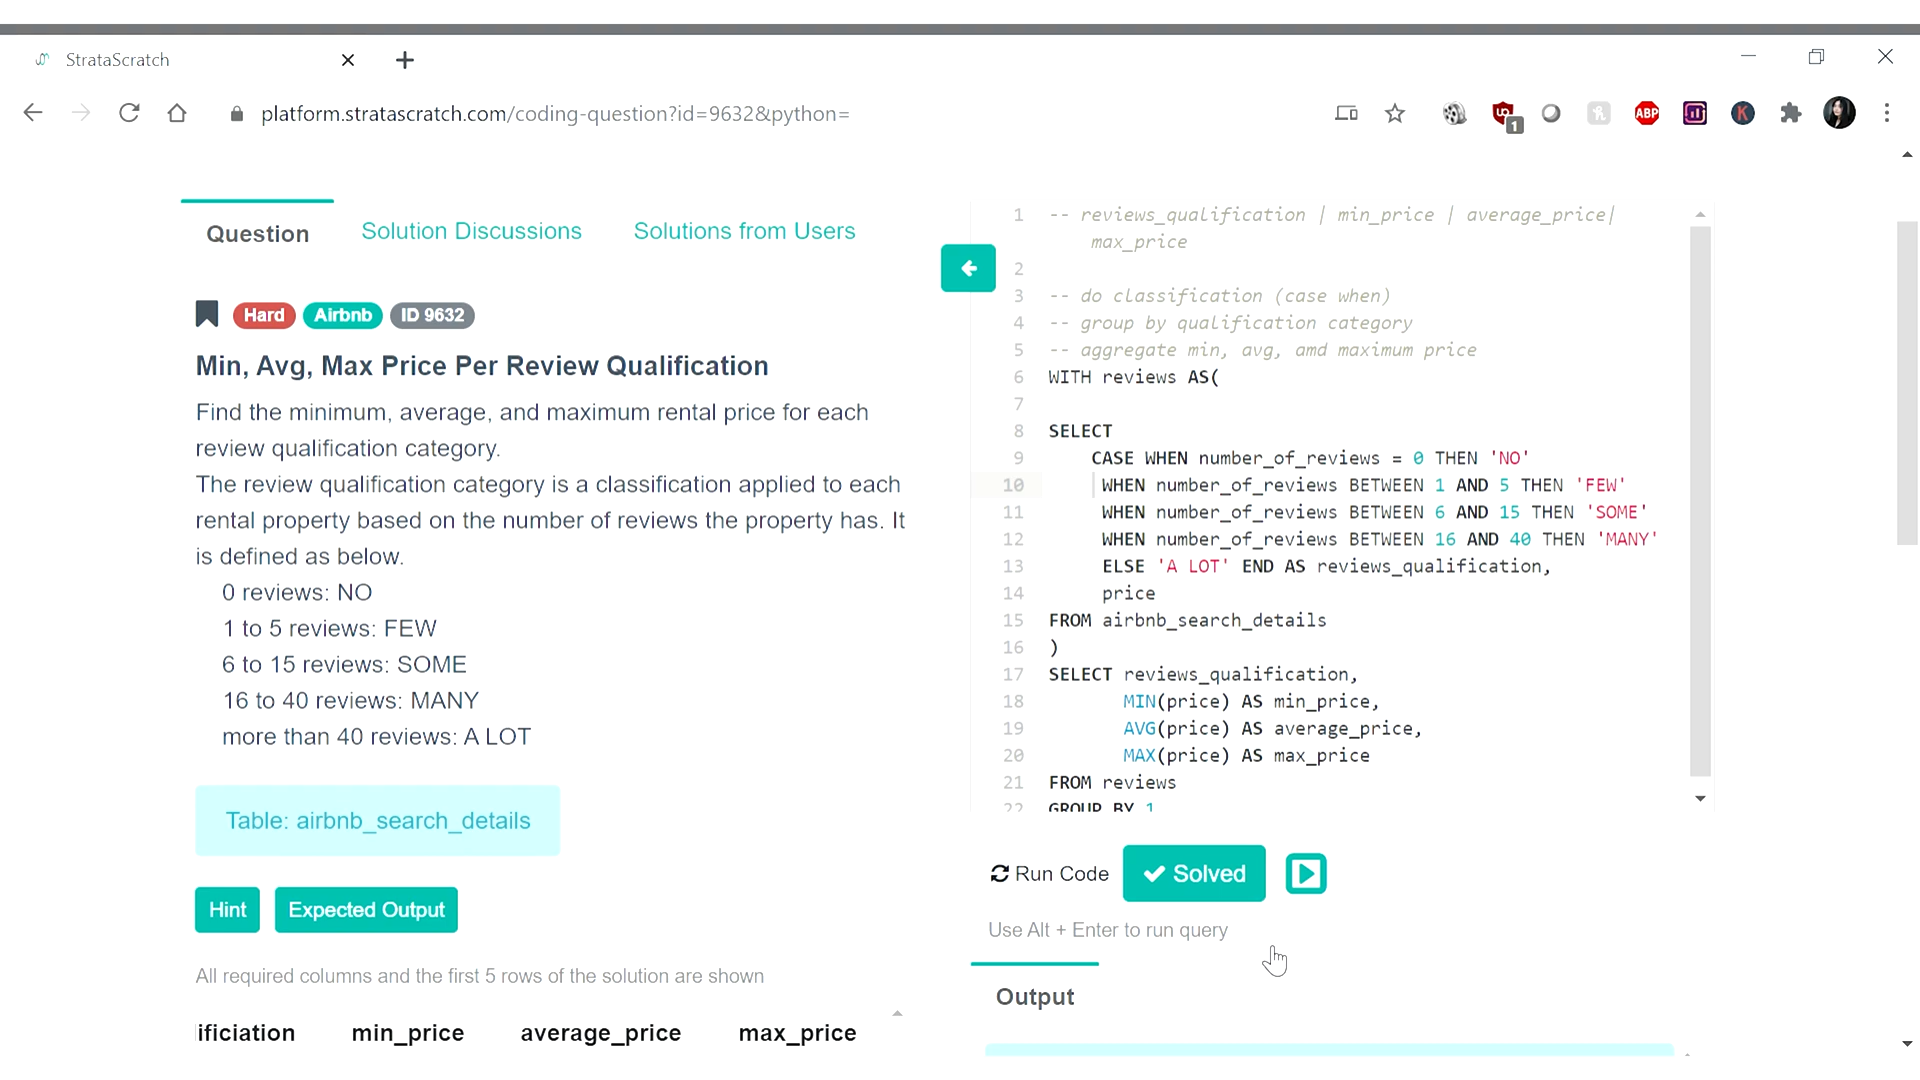 StrataScratch
platform.stratascratch.com/coding-question?id=9632&python=
1
ABP
K
Question
Solution Discussions
Solutions from Users
Hard
Airbnb
ID 9632
Min, Avg, Max Price Per Review Qualification
Find the minimum, average, and maximum rental price for each
review qualification category.
The review qualification category is a classification applied to each
rental property based on the number of reviews the property has. It
is defined as below.
0 reviews: NO
1 to 5 reviews: FEW
6 to 15 reviews: SOME
16 to 40 reviews: MANY
more than 40 reviews: A LOT
Table: airbnb_search_details
Hint
Expected Output
All required columns and the first 5 rows of the solution are shown
ificiation min_price average_price max_price
1 -- reviews_qualification | min_price | average_price|
max_price
2
3 -- do classification (case when)
4 -- group by qualification category
5 -- aggregate min, avg, amd maximum price
6 WITH reviews AS(
7
8 SELECT
9 CASE WHEN number_of_reviews = 0 THEN 'NO'
10 WHEN number_of_reviews BETWEEN 1 AND 5 THEN 'FEW'
11 WHEN number_of_reviews BETWEEN 6 AND 15 THEN 'SOME'
12 WHEN number_of_reviews BETWEEN 16 AND 40 THEN 'MANY'
13 ELSE 'A LOT' END AS reviews_qualification,
14 price
15 FROM airbnb_search_details
16 )
17 SELECT reviews_qualification,
18 MIN(price) AS min_price,
19 AVG(price) AS average_price,
20 MAX(price) AS max_price
21 FROM reviews
22 GROUP BY 1
Run Code
Solved
Use Alt + Enter to run query
Output